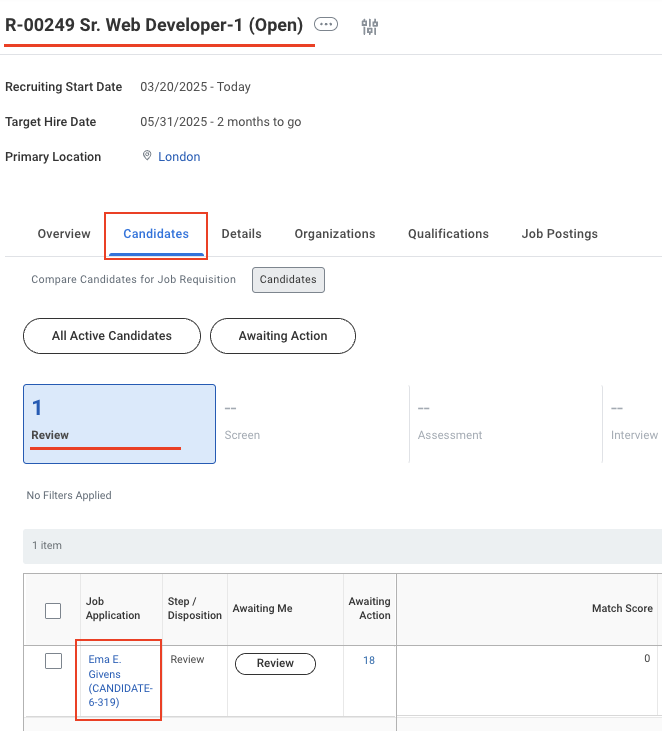 R-00249 Sr. Web Developer-1 (Open)
Recruiting Start Date 03/20/2025 - Today
Target Hire Date 05/31/2025 - 2 months to go
Primary Location London
Overview Candidates Details Organizations Qualifications Job Postings
Compare Candidates for Job Requisition Candidates
All Active Candidates Awaiting Action
1 -- -- --
Review Screen Assessment Interview
No Filters Applied
1 item
Job Application Step / Disposition Awaiting Me Awaiting Action Match Score
Ema E. Review Review 18 0
Givens
(CANDIDATE-
6-319)